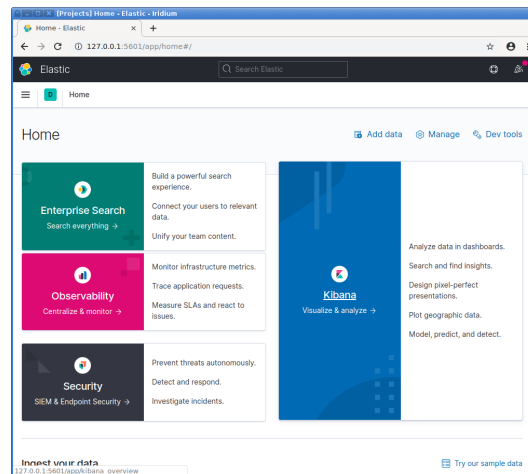 [Projects] Home - Elastic - Iridium
Home - Elastic
127.0.0.1:5601/app/home#/
Elastic
Search Elastic
D
Home
Home
Add data
Manage
Dev tools
Enterprise Search
Search everything →
Build a powerful search
experience.
Connect your users to relevant
data.
Unify your team content.
Observability
Centralize & monitor →
Monitor infrastructure metrics.
Trace application requests.
Measure SLAs and react to
issues.
Security
SIEM & Endpoint Security →
Prevent threats autonomously.
Detect and respond.
Investigate incidents.
Kibana
Visualize & analyze →
Analyze data in dashboards.
Search and find insights.
Design pixel-perfect
presentations.
Plot geographic data.
Model, predict, and detect.
Ingest your data
Try our sample data
127.0.0.1:5601/app/kibana_overview